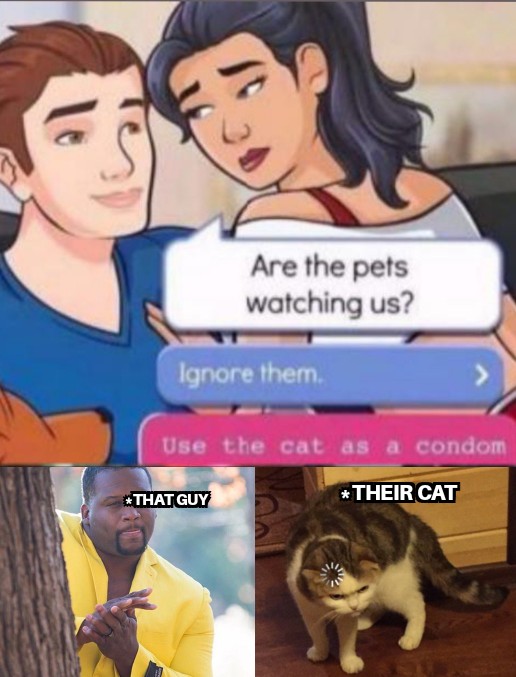 Are the pets
watching us?
Ignore them.
Use the cat as a condom
*THAT GUY
*THEIR CAT